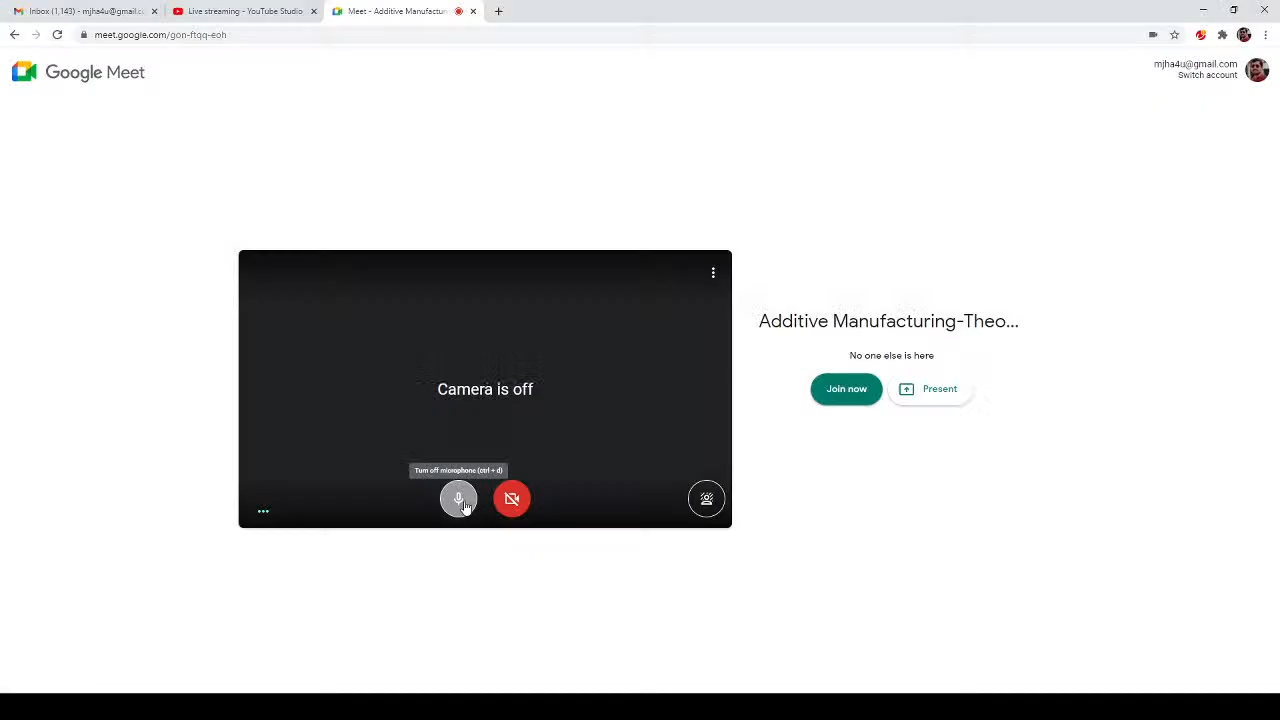 Inbox (1,143) - mjha4u@gmail.c
Live streaming - YouTube Studio
Meet - Additive Manufacturin
meet.google.com/gon-ftqq-eoh
Google Meet
mjha4u@gmail.com
Switch account
Additive Manufacturing-Theo...
No one else is here
Join now
Present
Camera is off
Turn off microphone (ctrl + d)